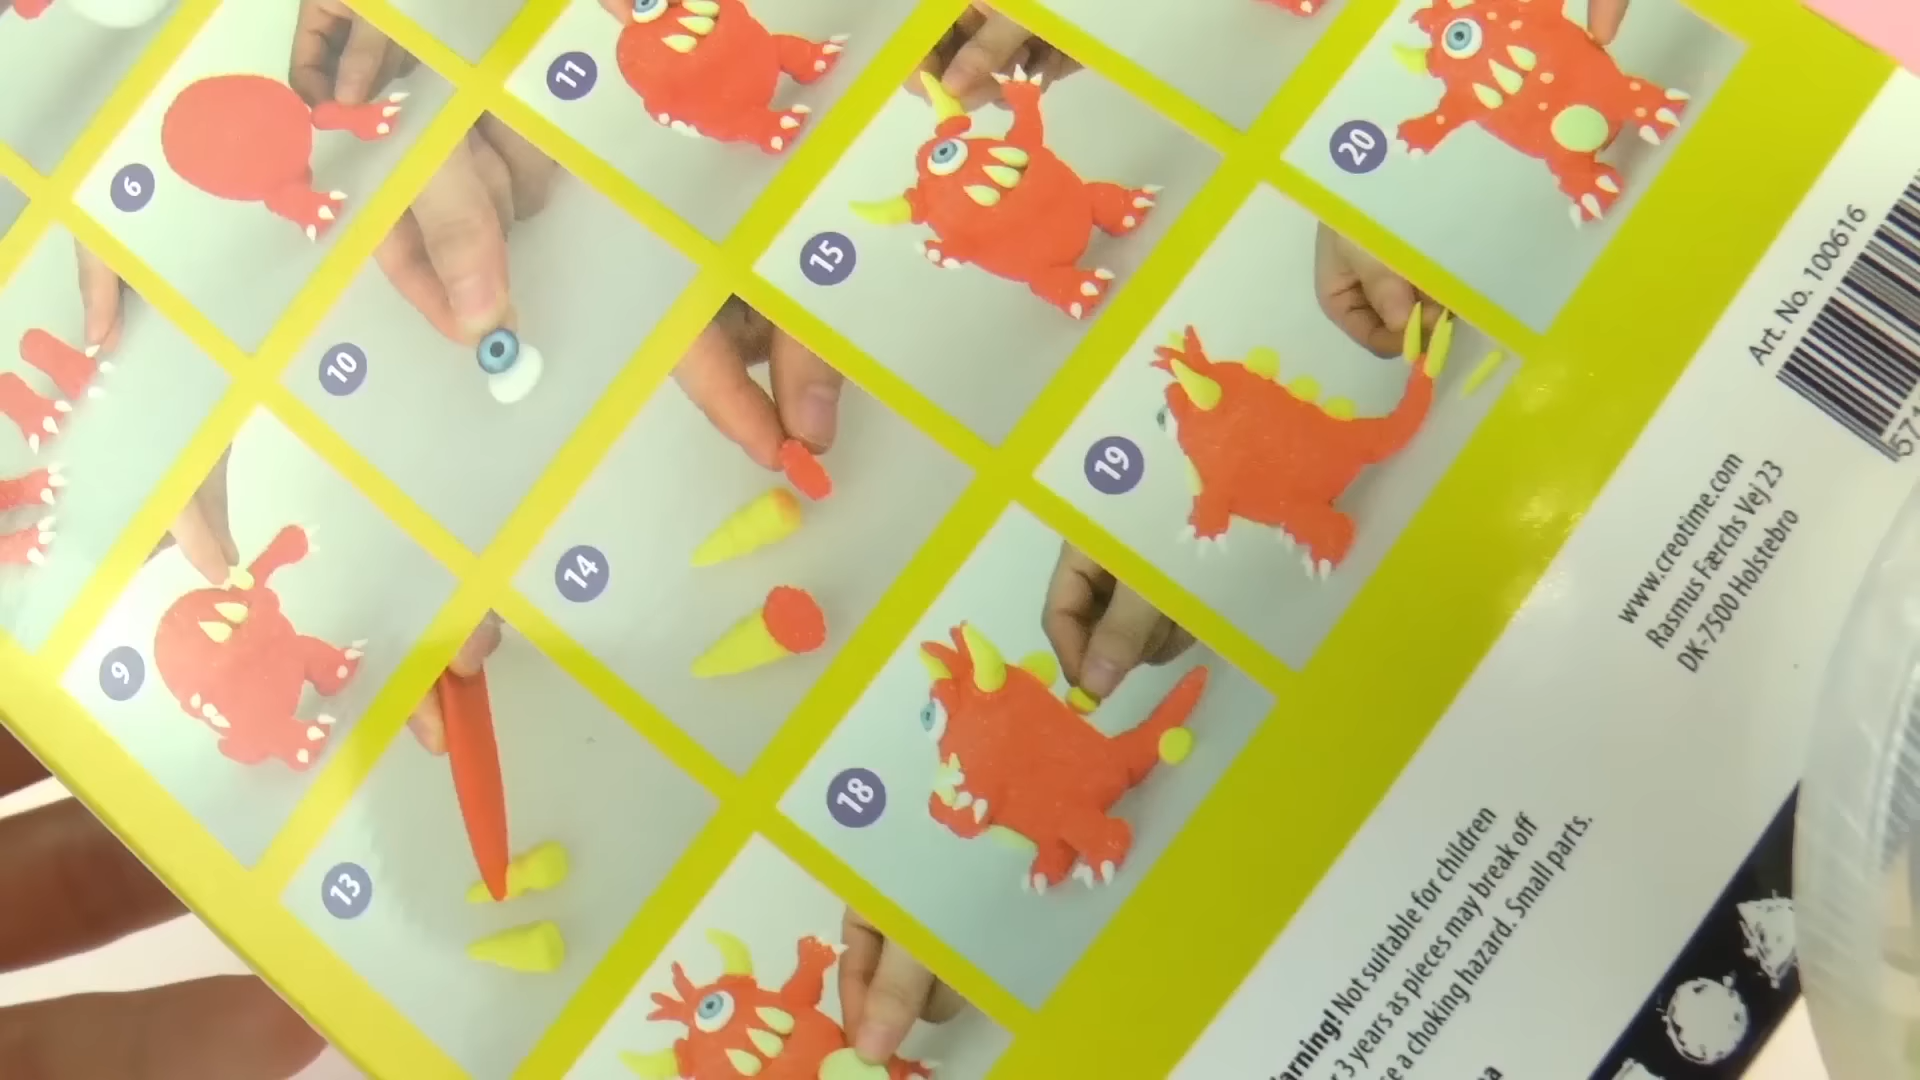 6
11
15
20
10
14
19
9
13
18
Art. No. 100616
www.creotime.com
Rasmus Færchs Vej 23
DK-7500 Holstebro
Not suitable for children
3 years as pieces may break off
a choking hazard. Small parts.